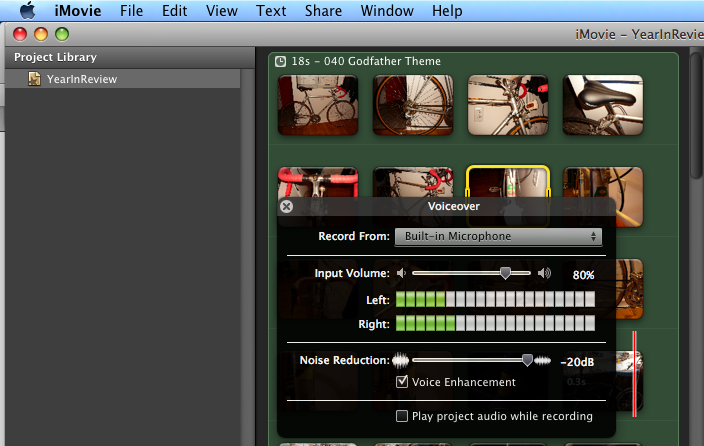 iMovie File Edit View Text Share Window Help
iMovie – YearInRevie
Project Library
YearInReview
18s – 040 Godfather Theme
Voiceover
Record From: Built-in Microphone
Input Volume: 80%
Left:
Right:
Noise Reduction: -20dB
Voice Enhancement
0.3s
Play project audio while recording